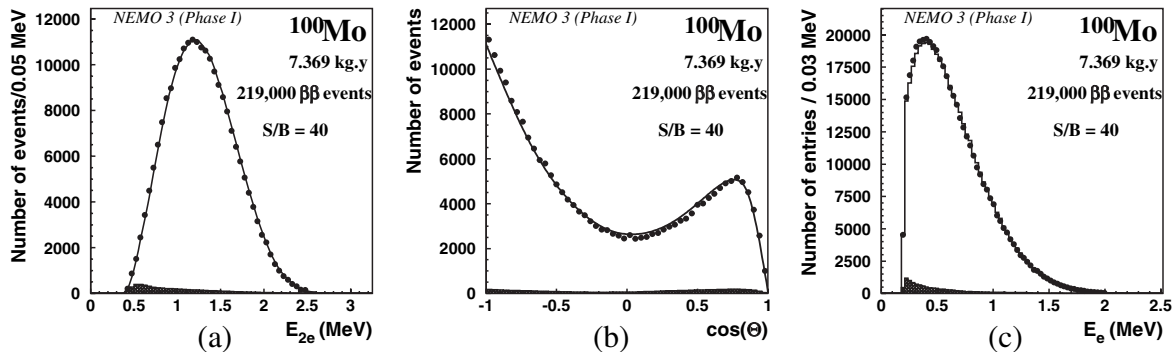 NEMO 3 (Phase I)
¹⁰⁰Mo
7.369 kg.y
219,000 ββ events
S/B = 40
Number of events/0.05 MeV
12000
10000
8000
6000
4000
2000
0
0 0.5 1 1.5 2 2.5 3
E₂ₑ (MeV)
(a)
NEMO 3 (Phase I)
¹⁰⁰Mo
7.369 kg.y
219,000 ββ events
S/B = 40
Number of events
12000
10000
8000
6000
4000
2000
0
-1 -0.5 0 0.5 1
cos(Θ)
(b)
NEMO 3 (Phase I)
¹⁰⁰Mo
7.369 kg.y
219,000 ββ events
S/B = 40
Number of entries / 0.03 MeV
20000
17500
15000
12500
10000
7500
5000
2500
0
0 0.5 1 1.5 2 2.5
Eₑ (MeV)
(c)